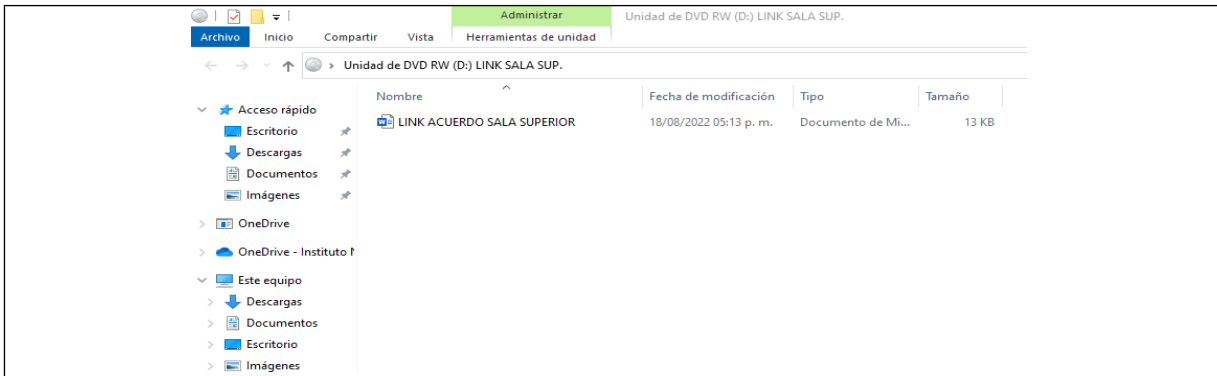 Administrar
Unidad de DVD RW (D:) LINK SALA SUP.
Archivo Inicio Compartir Vista Herramientas de unidad
Unidad de DVD RW (D:) LINK SALA SUP.
Nombre Fecha de modificación Tipo Tamaño
LINK ACUERDO SALA SUPERIOR 18/08/2022 05:13 p. m. Documento de Mi... 13 KB
Acceso rápido
Escritorio
Descargas
Documentos
Imágenes
OneDrive
OneDrive - Instituto N
Este equipo
Descargas
Documentos
Escritorio
Imágenes